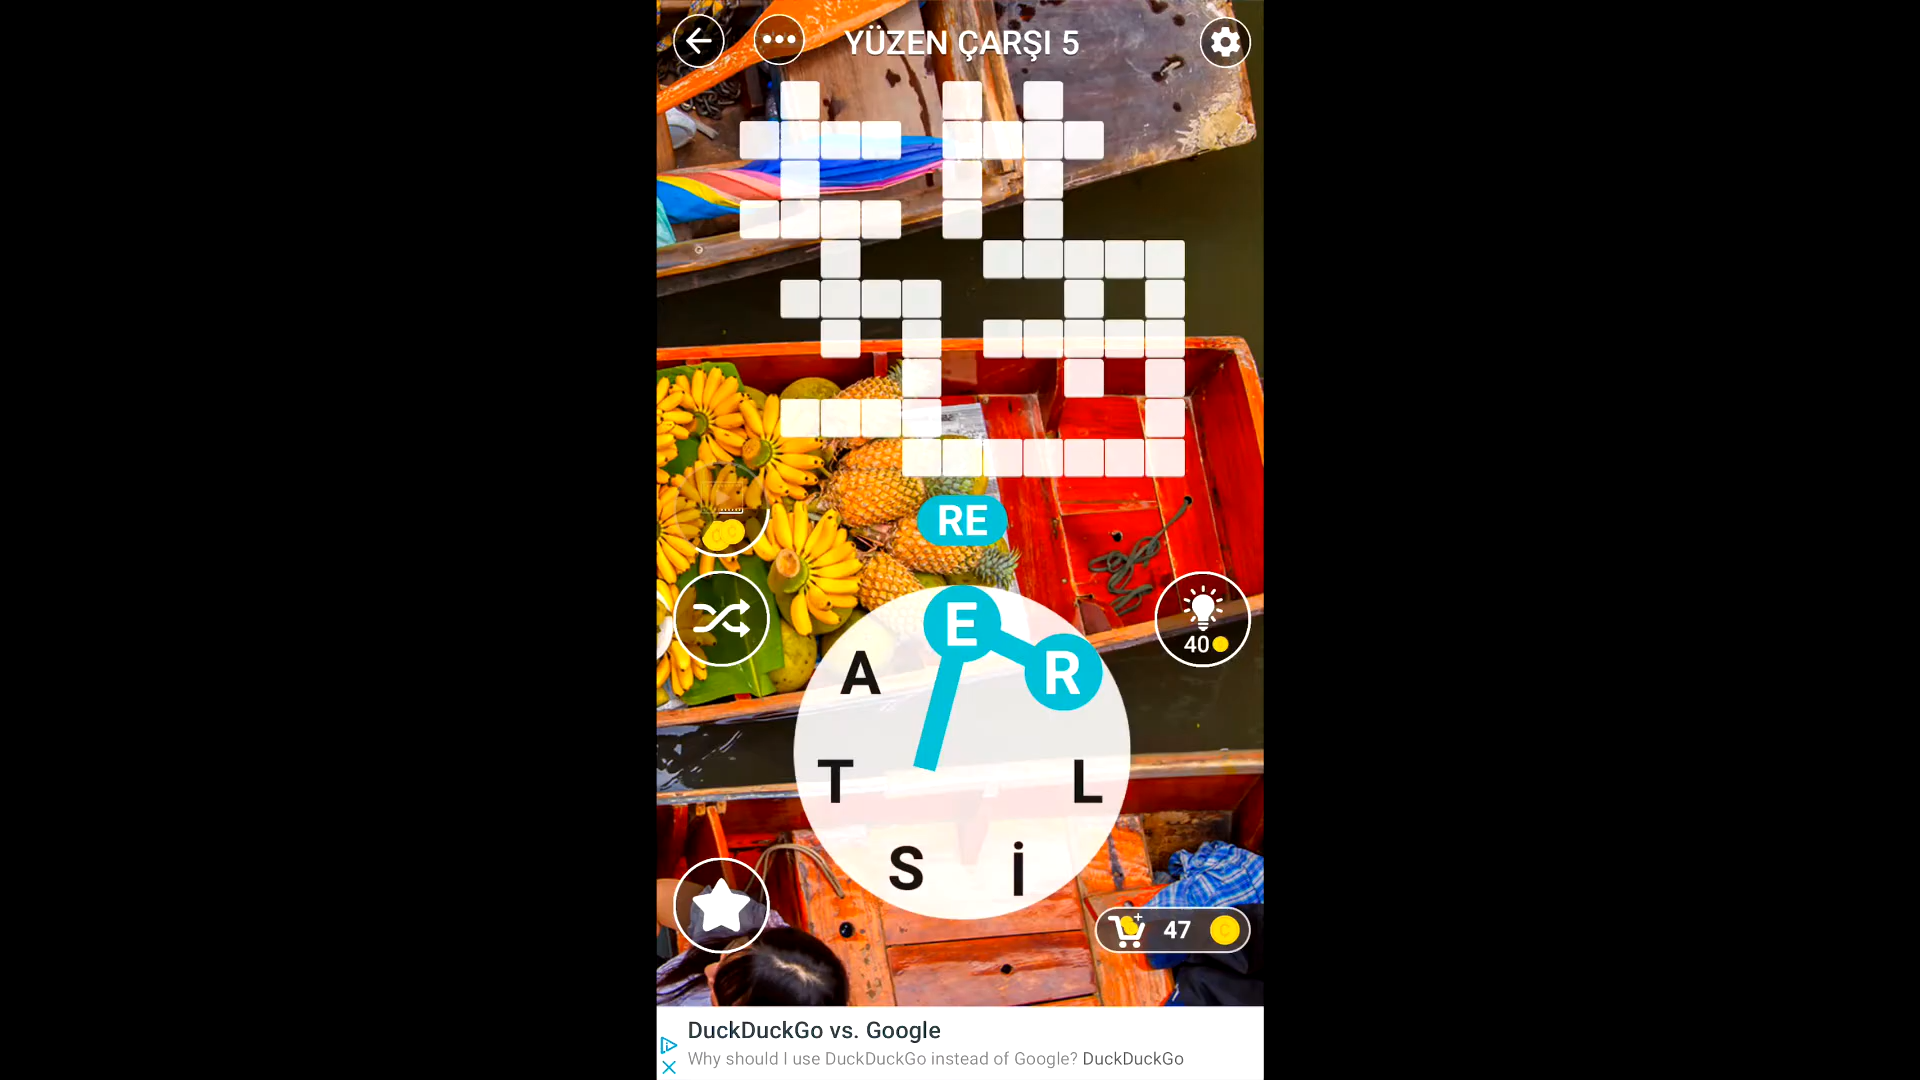 YÜZEN ÇARŞI 5
RE
E
A
R
T
L
S
İ
40
47
DuckDuckGo vs. Google
Why should I use DuckDuckGo instead of Google? DuckDuckGo